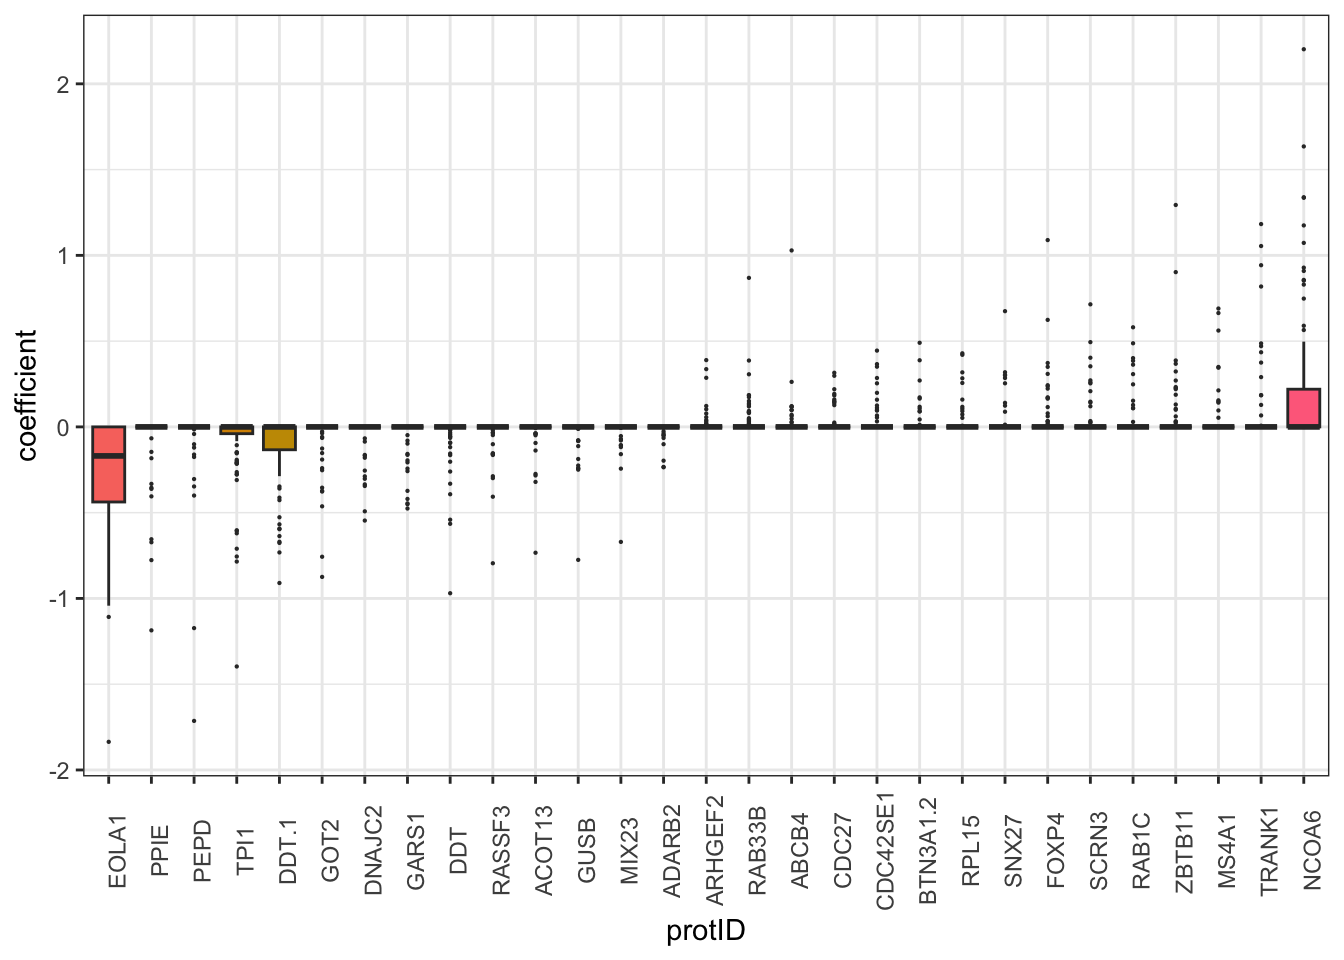 coefficient
2
1
0
-1
-2
EOLA1
PPIE
PEPD
TPI1
DDT.1
GOT2
DNAJC2
GARS1
DDT
RASSF3
ACOT13
GUSB
MIX23
ADARB2
ARHGEF2
RAB33B
ABCB4
CDC27
CDC42SE1
BTN3A1.2
RPL15
SNX27
FOXP4
SCRN3
RAB1C
ZBTB11
MS4A1
TRANK1
NCOA6
protID